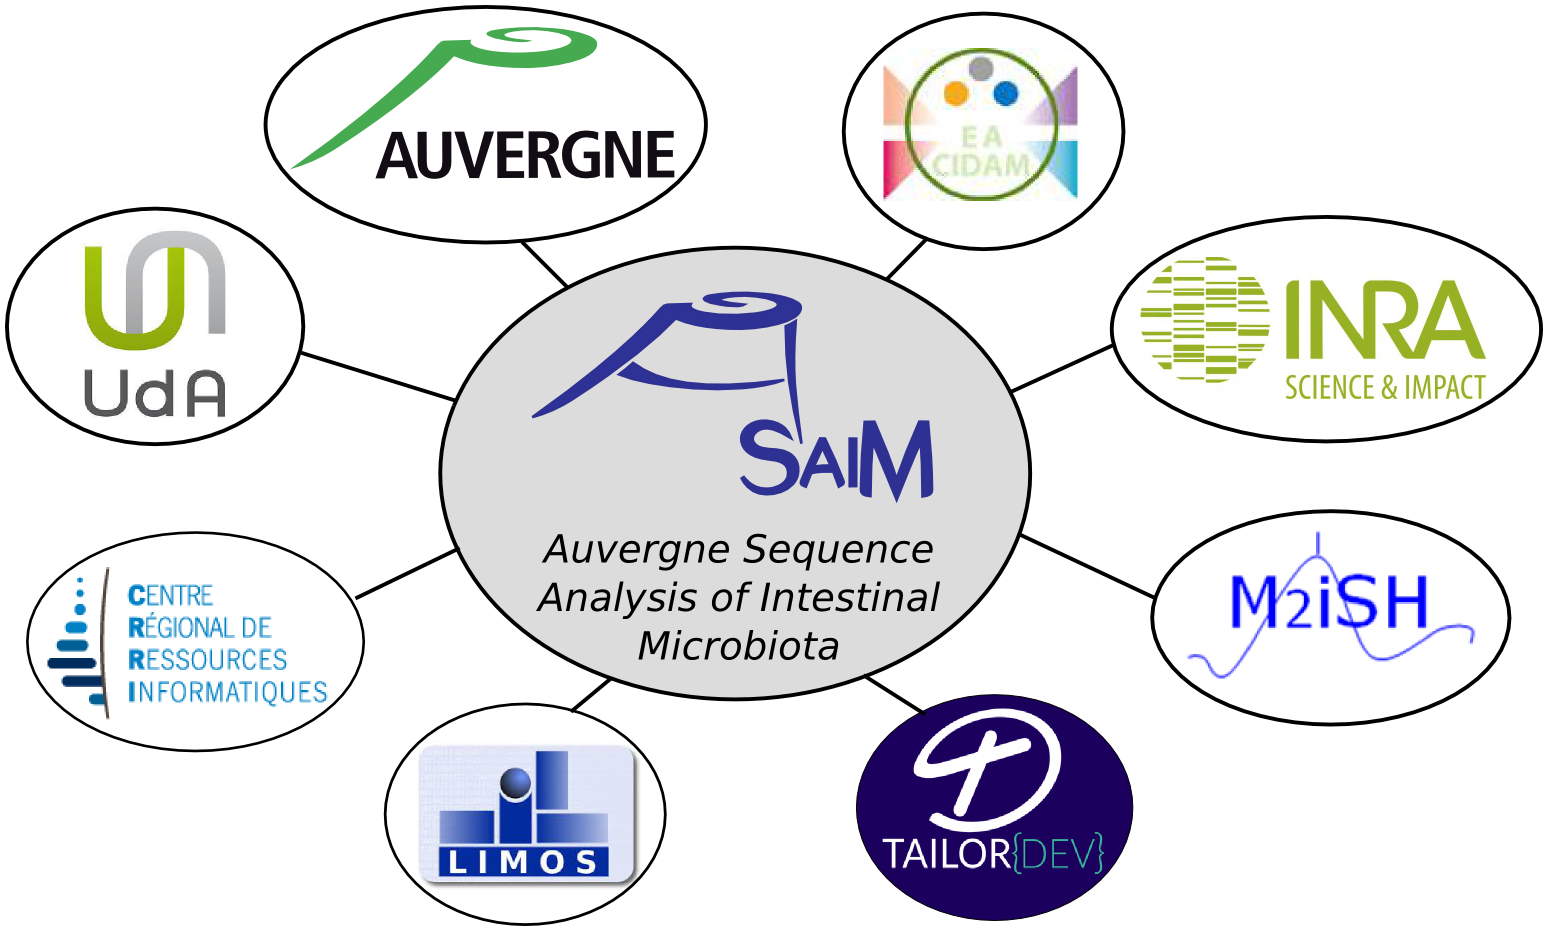 AUVERGNE
EA
CIDAM
UdA
INRA
SCIENCE & IMPACT
SAIM
Auvergne Sequence
Analysis of Intestinal
Microbiota
CENTRE
RÉGIONAL DE
RESSOURCES
INFORMATIQUES
M2iSH
LIMOS
TAILOR{DEV}